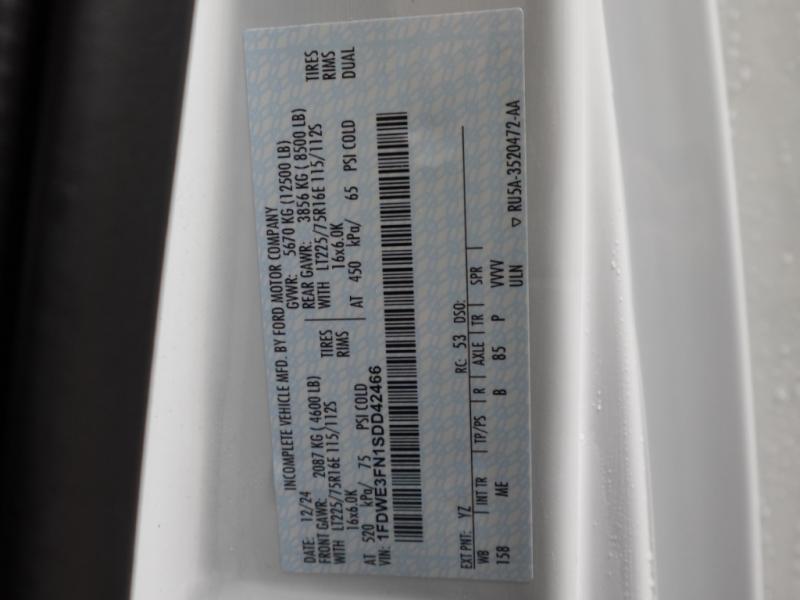 INCOMPLETE VEHICLE MFD. BY FORD MOTOR COMPANY
DATE: 12/24 GVWR: 5670 KG (12500 LB)
FRONT GAWR: 2087 KG ( 4600 LB) REAR GAWR: 3856 KG ( 8500 LB)
WITH LT225/75R16E 115/112S TIRES WITH LT225/75R16E 115/112S TIRES
16x6.0K RIMS 16x6.0K RIMS
AT 520 kPa/ 75 PSI COLD AT 450 kPa/ 65 PSI COLD DUAL
VIN: 1FDWE3FN1SDD42466
EXT PNT: YZ RC: 53 DSO:
WB INT TR TP/PS R AXLE TR SPR
158 ME B 85 P VVVV
ULN
▽ RU5A-3520472-AA